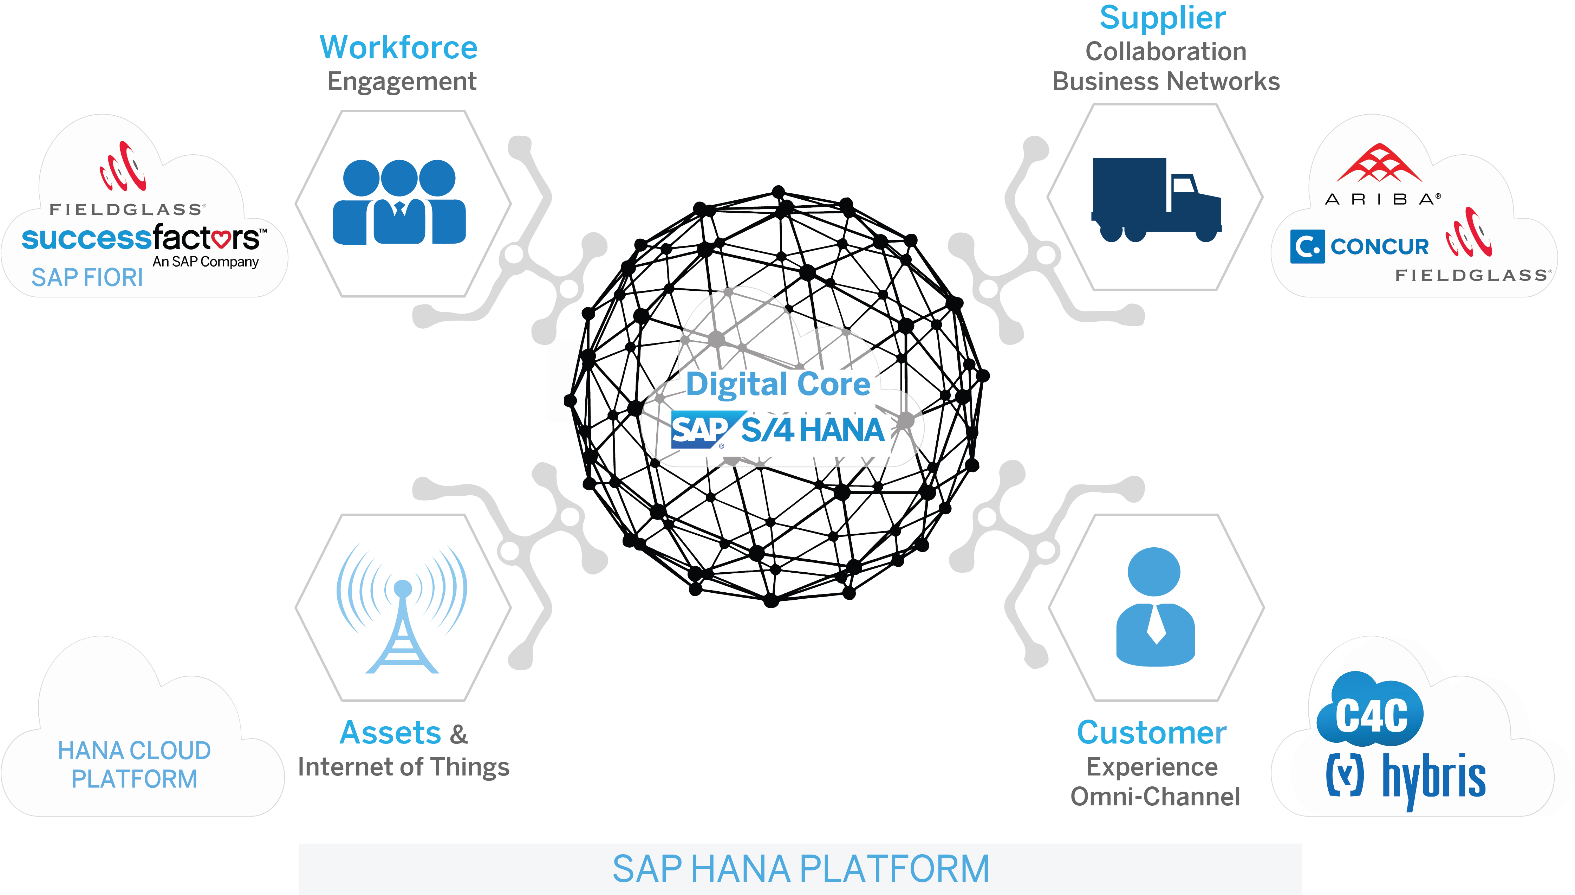 Workforce
Engagement
FIELDGLASS®
successfactors™
An SAP Company
SAP FIORI
Supplier
Collaboration
Business Networks
ARIBA®
C. CONCUR
FIELDGLASS®
Digital Core
SAP® S/4 HANA
Assets &
Internet of Things
HANA CLOUD
PLATFORM
Customer
Experience
Omni-Channel
C4C
(y) hybris
SAP HANA PLATFORM